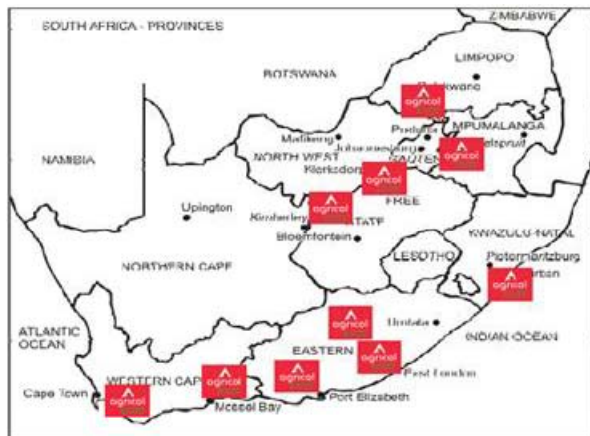 SOUTH AFRICA - PROVINCES
ZIMBABWE
LIMPOPO
BOTSWANA
agricol
MPUMALANGA
Mafikeng
Johannesburg
NAMIBIA
NORTH WEST
agricol
agricol
Upington
agricol
FREE
Kimberley
STATE
Bloemfontein
KWAZULU-NATAL
LESOTHO
Pietermaritzburg
NORTHERN CAPE
agricol
agricol
Umtata
INDIAN OCEAN
ATLANTIC
OCEAN
EASTERN
agricol
East London
agricol
WESTERN CAP
agricol
Cape Town
agricol
Mossel Bay
Port Elizabeth